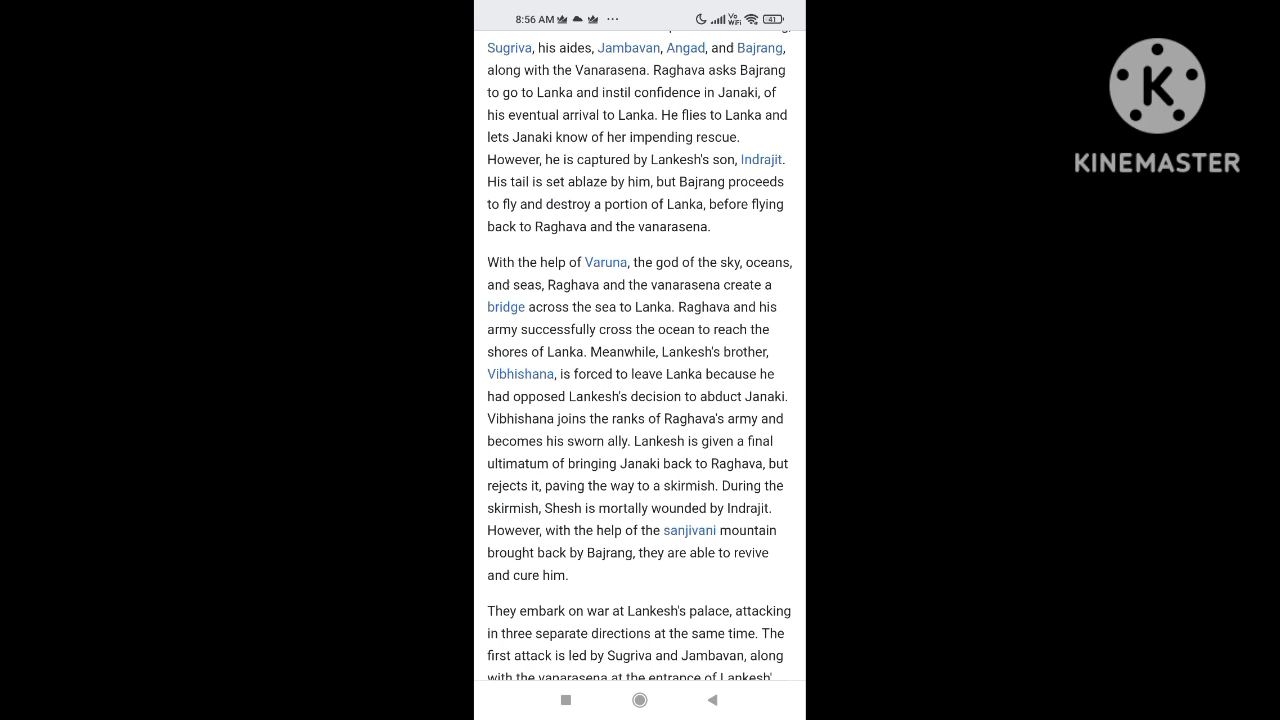 8:56 AM
Vo
WiFi
41
Sugriva, his aides, Jambavan, Angad, and Bajrang,
along with the Vanarasena. Raghava asks Bajrang
to go to Lanka and instil confidence in Janaki, of
his eventual arrival to Lanka. He flies to Lanka and
lets Janaki know of her impending rescue.
However, he is captured by Lankesh's son, Indrajit.
His tail is set ablaze by him, but Bajrang proceeds
to fly and destroy a portion of Lanka, before flying
back to Raghava and the vanarasena.
With the help of Varuna, the god of the sky, oceans,
and seas, Raghava and the vanarasena create a
bridge across the sea to Lanka. Raghava and his
army successfully cross the ocean to reach the
shores of Lanka. Meanwhile, Lankesh's brother,
Vibhishana, is forced to leave Lanka because he
had opposed Lankesh's decision to abduct Janaki.
Vibhishana joins the ranks of Raghava's army and
becomes his sworn ally. Lankesh is given a final
ultimatum of bringing Janaki back to Raghava, but
rejects it, paving the way to a skirmish. During the
skirmish, Shesh is mortally wounded by Indrajit.
However, with the help of the sanjivani mountain
brought back by Bajrang, they are able to revive
and cure him.
They embark on war at Lankesh's palace, attacking
in three separate directions at the same time. The
first attack is led by Sugriva and Jambavan, along
with the vanarasena at the entrance of Lankesh'
K
KINEMASTER